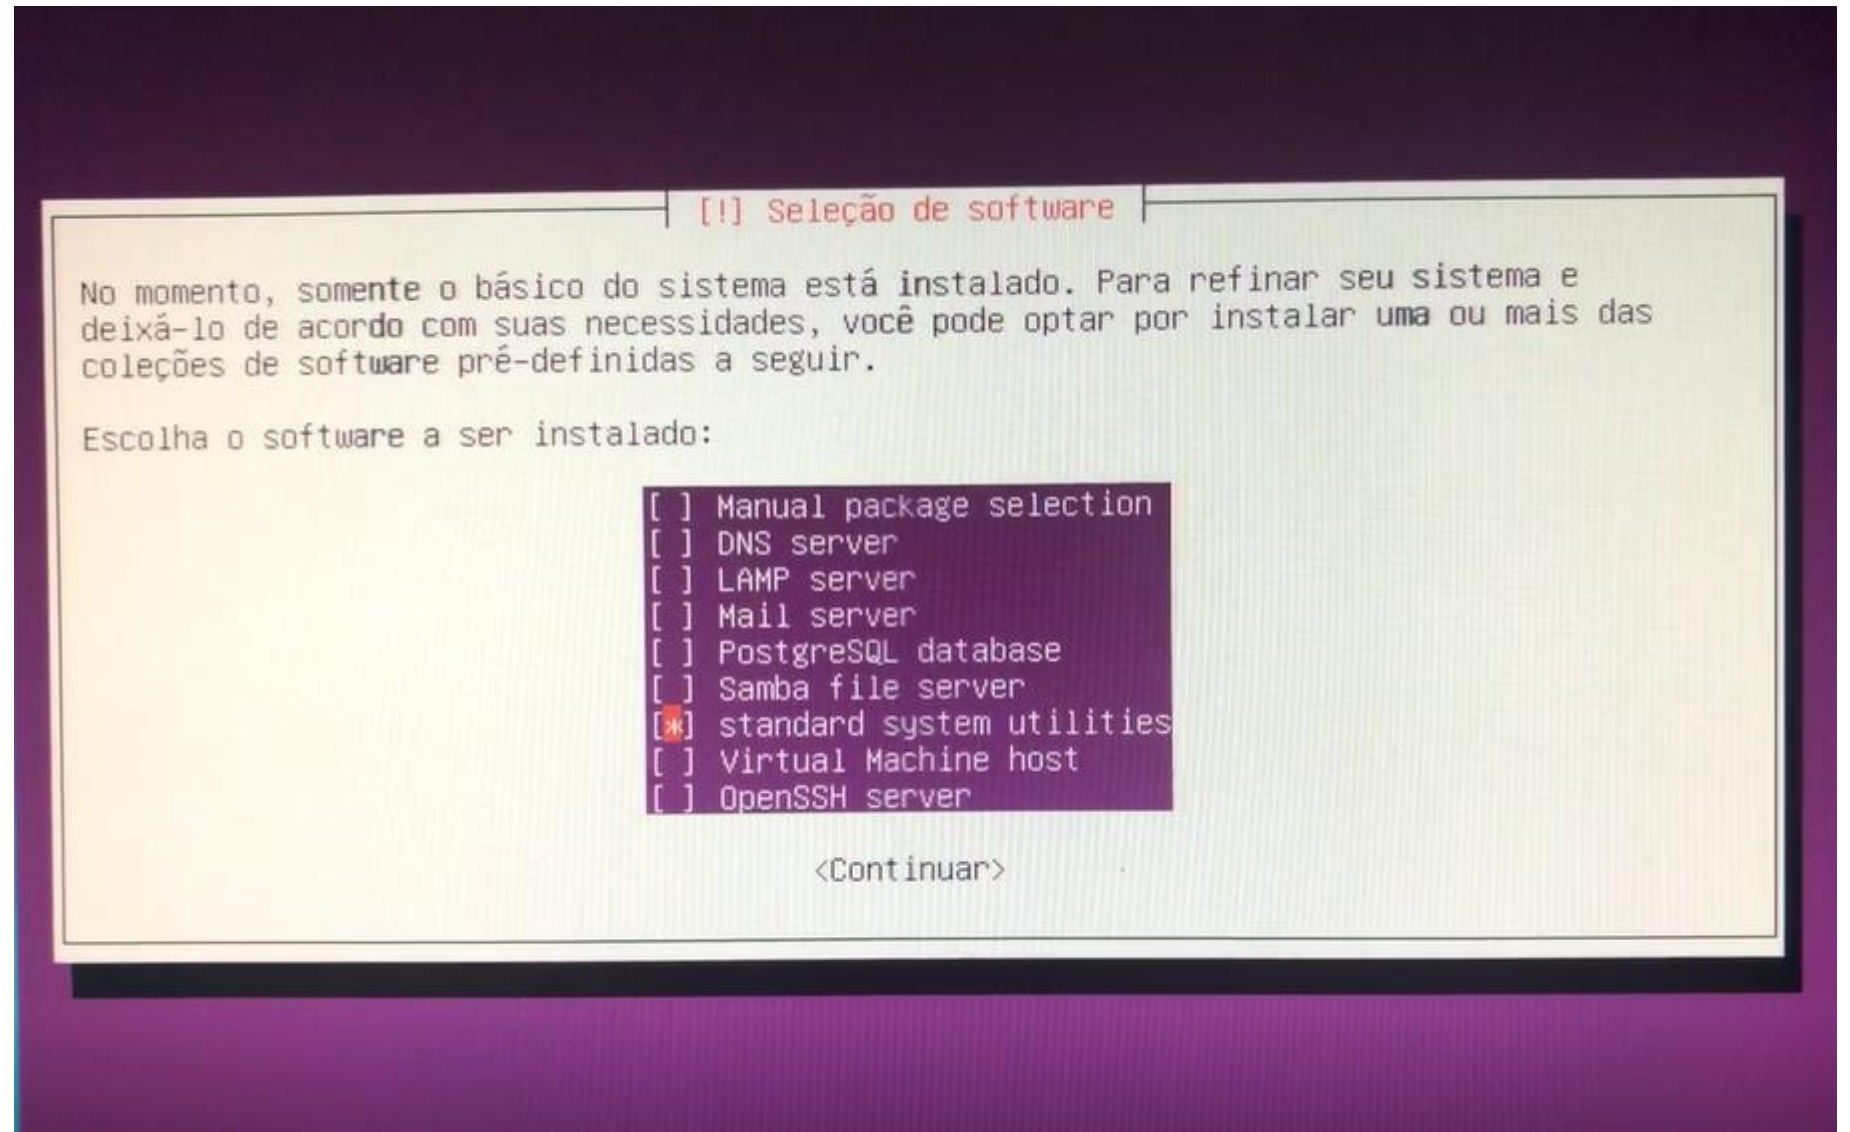 [!] Seleção de software
No momento, somente o básico do sistema está instalado. Para refinar seu sistema e
deixá-lo de acordo com suas necessidades, você pode optar por instalar uma ou mais das
coleções de software pré-definidas a seguir.
Escolha o software a ser instalado:
[ ] Manual package selection
[ ] DNS server
[ ] LAMP server
[ ] Mail server
[ ] PostgreSQL database
[ ] Samba file server
[*] standard system utilities
[ ] Virtual Machine host
[ ] OpenSSH server
<Continuar>